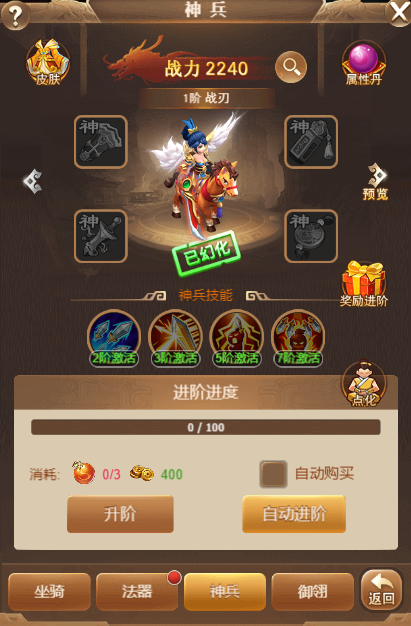 ?
神兵
皮肤
战力 2240
属性丹
1阶 战刃
神
神
预览
神
神
已幻化
奖励进阶
神兵技能
2阶激活
3阶激活
5阶激活
7阶激活
进阶进度
点化
0 / 100
消耗: 0/3 400
自动购买
升阶
自动进阶
坐骑
法器
神兵
御翎
返回